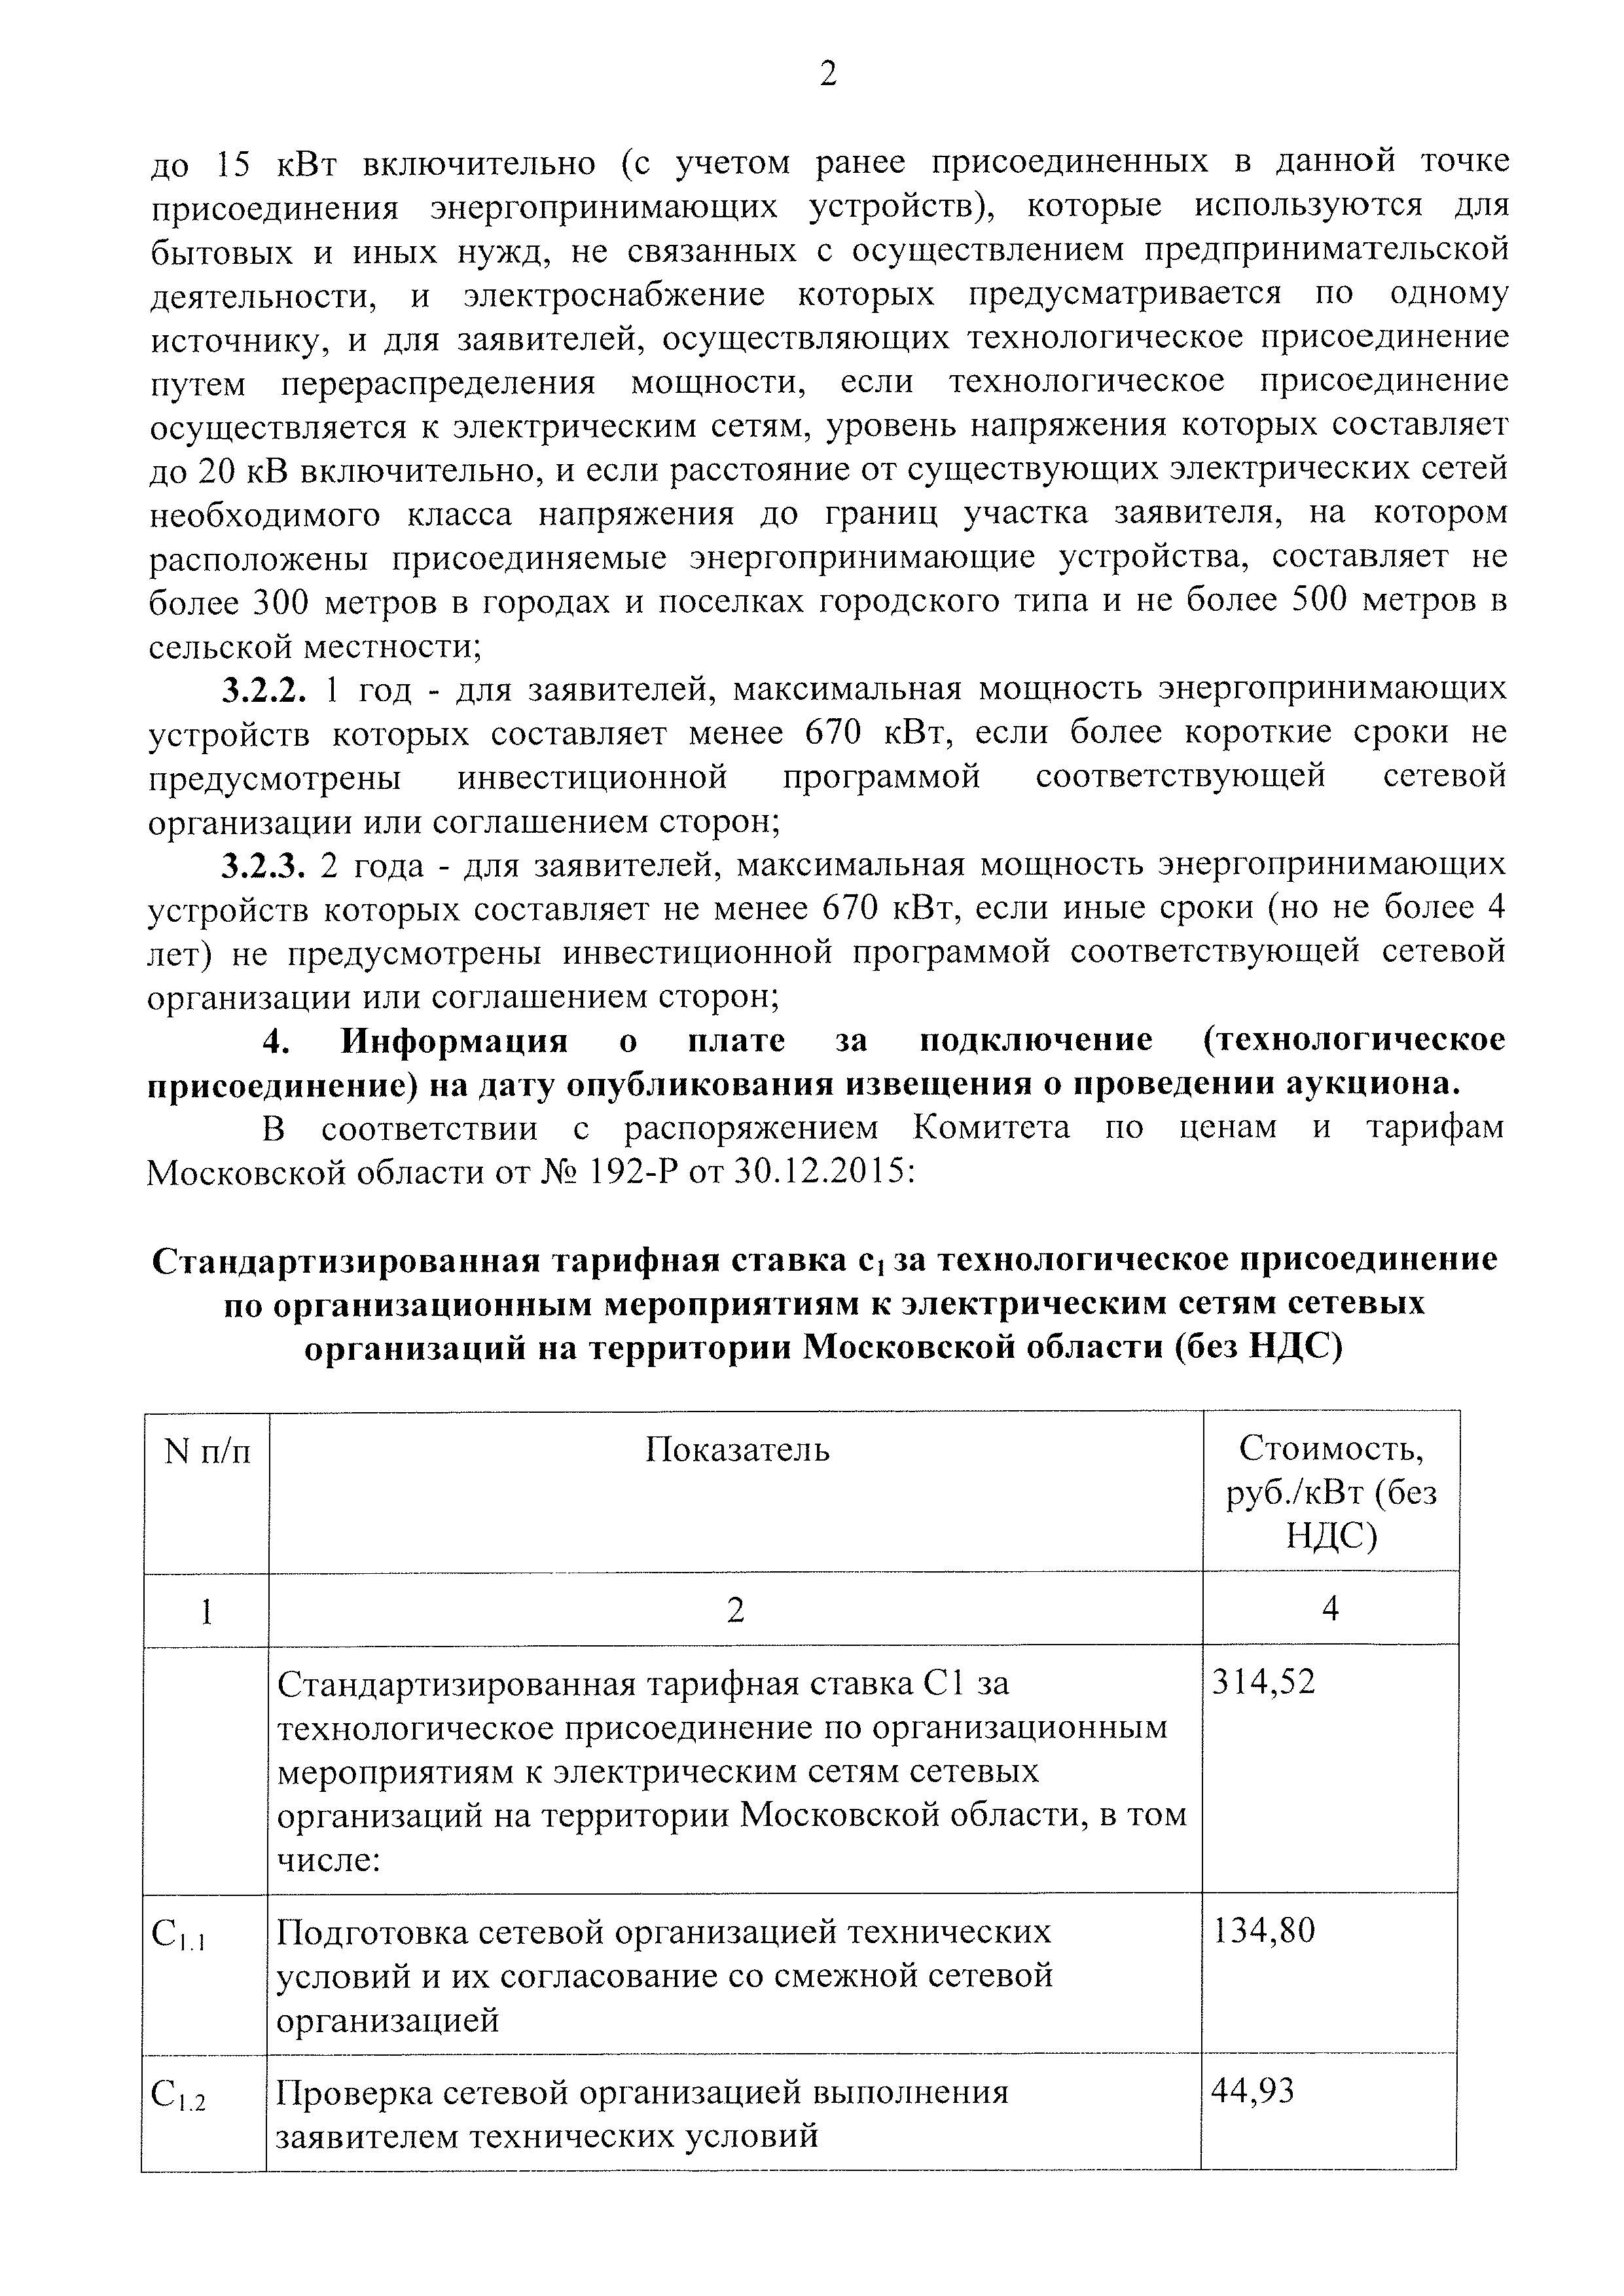 2
до 15 кВт включительно (с учетом ранее присоединенных в данной точке
присоединения энергопринимающих устройств), которые используются для
бытовых и иных нужд, не связанных с осуществлением предпринимательской
деятельности, и электроснабжение которых предусматривается по одному
источнику, и для заявителей, осуществляющих технологическое присоединение
путем перераспределения мощности, если технологическое присоединение
осуществляется к электрическим сетям, уровень напряжения которых составляет
до 20 кВ включительно, и если расстояние от существующих электрических сетей
необходимого класса напряжения до границ участка заявителя, на котором
расположены присоединяемые энергопринимающие устройства, составляет не
более 300 метров в городах и поселках городского типа и не более 500 метров в
сельской местности;
3.2.2. 1 год - для заявителей, максимальная мощность энергопринимающих
устройств которых составляет менее 670 кВт, если более короткие сроки не
предусмотрены инвестиционной программой соответствующей сетевой
организации или соглашением сторон;
3.2.3. 2 года - для заявителей, максимальная мощность энергопринимающих
устройств которых составляет не менее 670 кВт, если иные сроки (но не более 4
лет) не предусмотрены инвестиционной программой соответствующей сетевой
организации или соглашением сторон;
4. Информация о плате за подключение (технологическое
присоединение) на дату опубликования извещения о проведении аукциона.
В соответствии с распоряжением Комитета по ценам и тарифам
Московской области от № 192-Р от 30.12.2015:
Стандартизированная тарифная ставка c₁ за технологическое присоединение
по организационным мероприятиям к электрическим сетям сетевых
организаций на территории Московской области (без НДС)
N п/п Показатель Стоимость,
руб./кВт (без
НДС)
1 2 4
Стандартизированная тарифная ставка С1 за 314,52
технологическое присоединение по организационным
мероприятиям к электрическим сетям сетевых
организаций на территории Московской области, в том
числе:
С1.1 Подготовка сетевой организацией технических 134,80
условий и их согласование со смежной сетевой
организацией
С1.2 Проверка сетевой организацией выполнения 44,93
заявителем технических условий